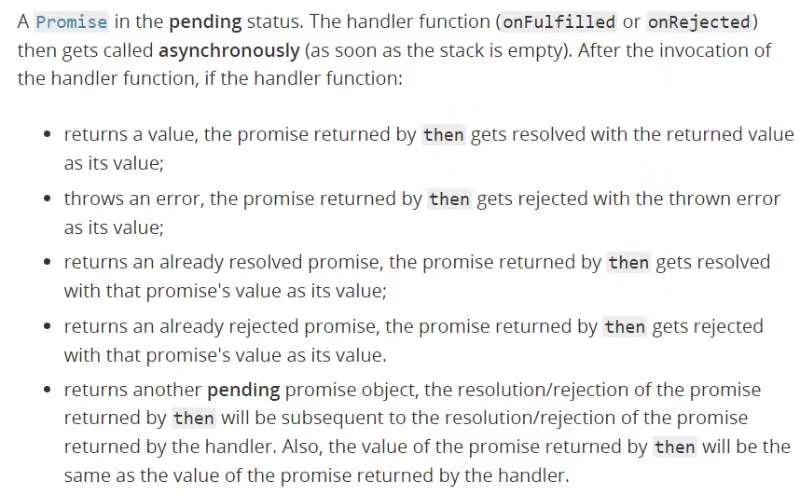 A Promise in the pending status. The handler function (onFulfilled or onRejected)
then gets called asynchronously (as soon as the stack is empty). After the invocation of
the handler function, if the handler function:
• returns a value, the promise returned by then gets resolved with the returned value
as its value;
• throws an error, the promise returned by then gets rejected with the thrown error
as its value;
• returns an already resolved promise, the promise returned by then gets resolved
with that promise's value as its value;
• returns an already rejected promise, the promise returned by then gets rejected
with that promise's value as its value.
• returns another pending promise object, the resolution/rejection of the promise
returned by then will be subsequent to the resolution/rejection of the promise
returned by the handler. Also, the value of the promise returned by then will be the
same as the value of the promise returned by the handler.